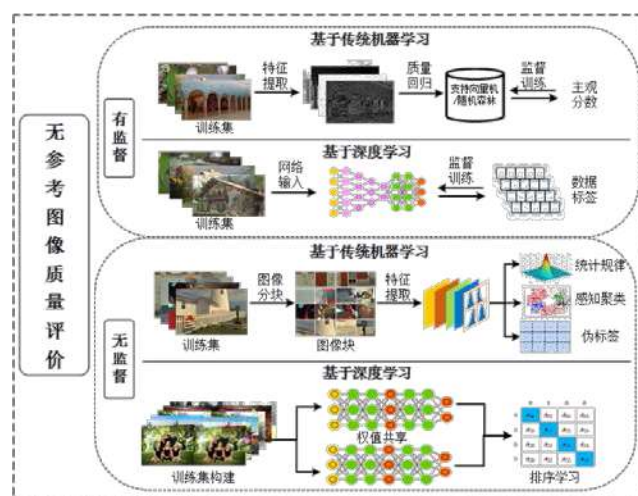 无参考图像质量评价
有监督
基于传统机器学习
训练集
特征
提取
质量
回归
支持向量机
/随机森林
监督
训练
主观
分数
基于深度学习
训练集
网络
输入
监督
训练
数据
标签
无监督
基于传统机器学习
训练集
图像
分块
图像块
特征
提取
统计规律
感知聚类
伪标签
基于深度学习
训练集构建
权值共享
排序学习